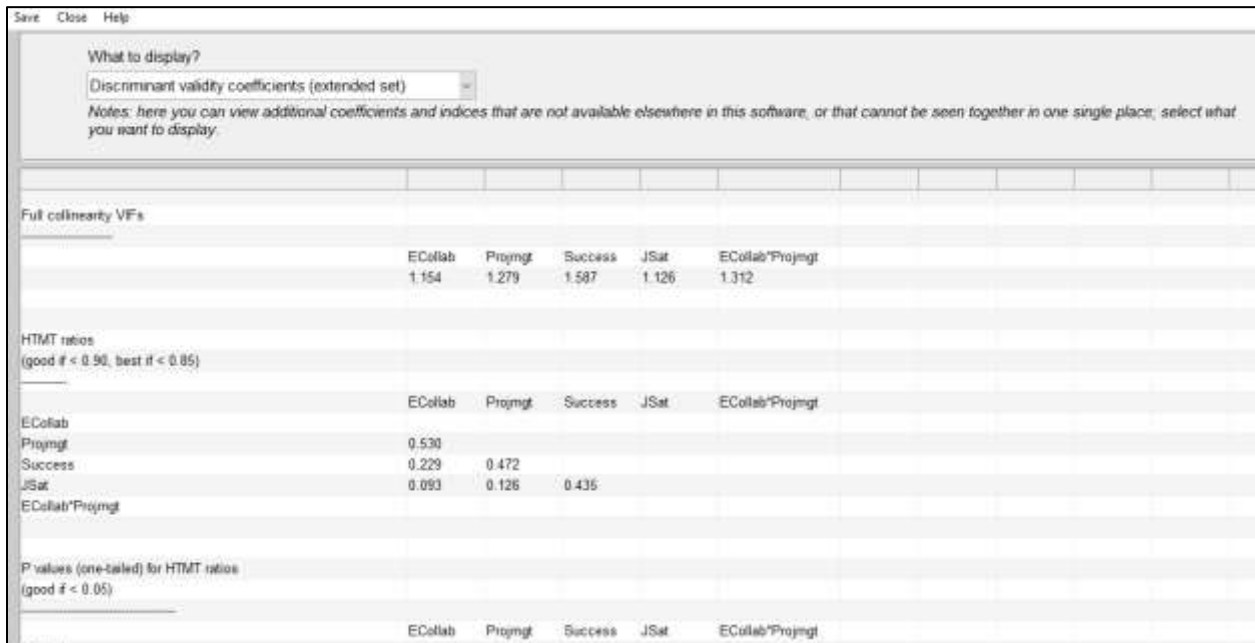 Save Close Help
What to display?
Discriminant validity coefficients (extended set)
Notes: here you can view additional coefficients and indices that are not available elsewhere in this software, or that cannot be seen together in one single place; select what
you want to display.
Full collinearity VIFs
ECollab Projmgt Success JSat ECollab*Projmgt
1.154 1.279 1.587 1.126 1.312
HTMT ratios
(good if < 0.90, best if < 0.85)
ECollab Projmgt Success JSat ECollab*Projmgt
ECollab
Projmgt 0.530
Success 0.229 0.472
JSat 0.093 0.126 0.435
ECollab*Projmgt
P values (one-tailed) for HTMT ratios
(good if < 0.05)
ECollab Projmgt Success JSat ECollab*Projmgt